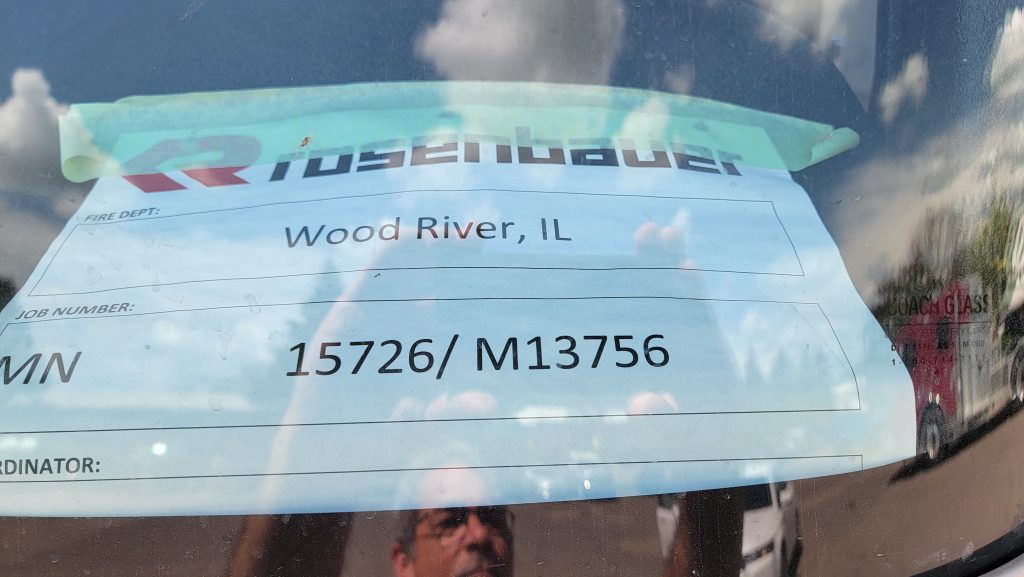 rosenbauer
FIRE DEPT:
Wood River, IL
JOB NUMBER:
MN 15726/ M13756
RDINATOR:
COACH GLASS